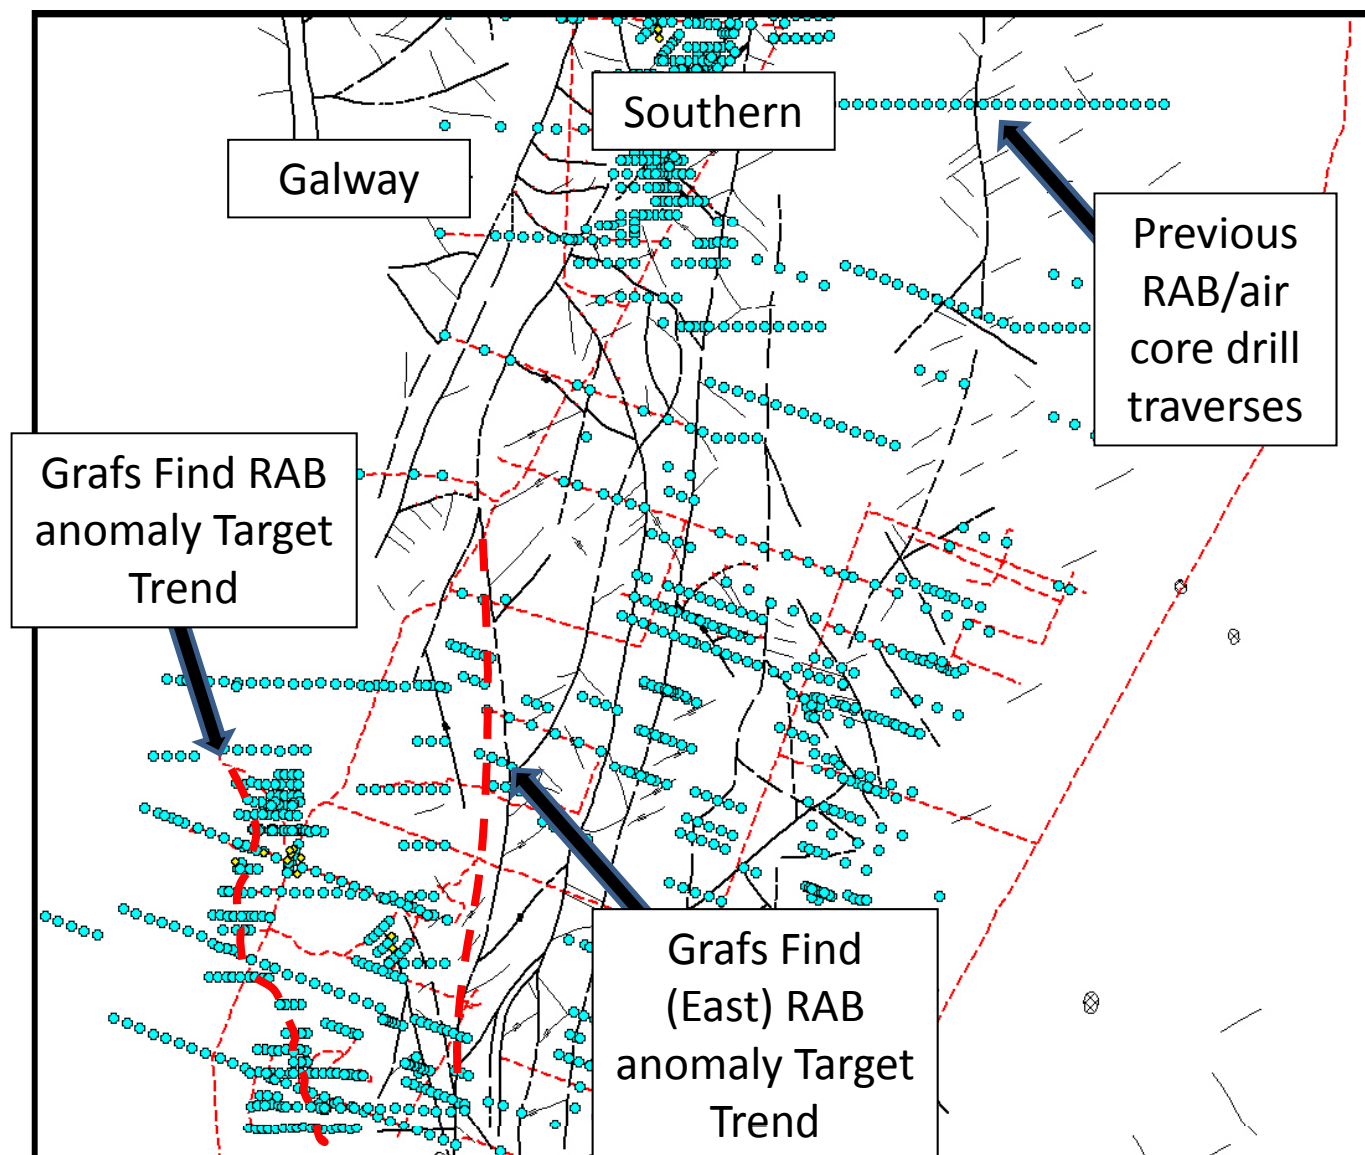 Southern
Galway
Previous
RAB/air
core drill
traverses
Grafs Find RAB
anomaly Target
Trend
Grafs Find
(East) RAB
anomaly Target
Trend